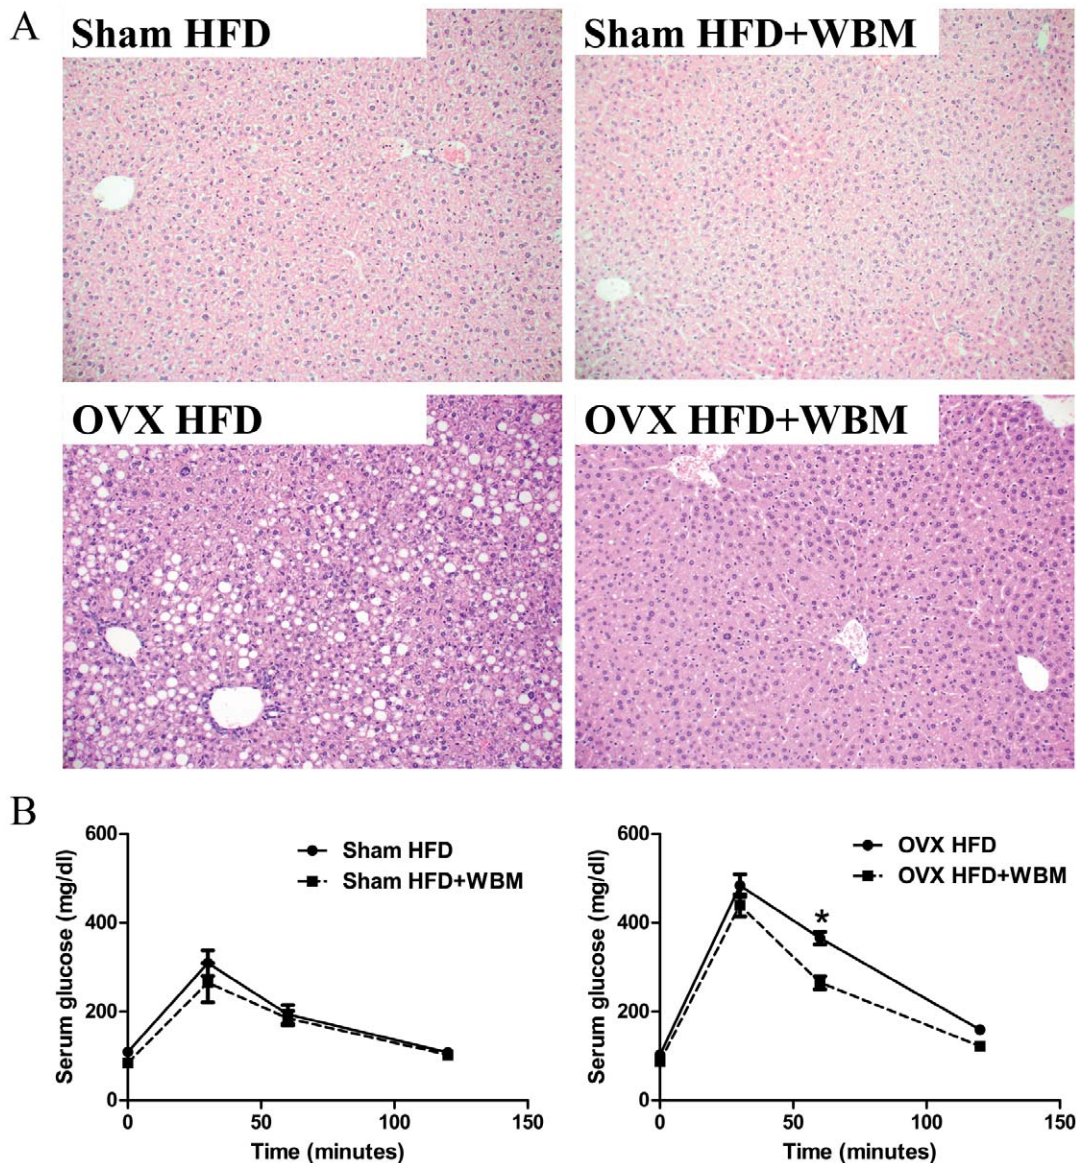 A
Sham HFD
Sham HFD+WBM
OVX HFD
OVX HFD+WBM
B
600
400
200
0
Serum glucose (mg/dl)
Sham HFD
Sham HFD+WBM
0
50
100
150
Time (minutes)
600
400
200
0
Serum glucose (mg/dl)
OVX HFD
OVX HFD+WBM
*
0
50
100
150
Time (minutes)